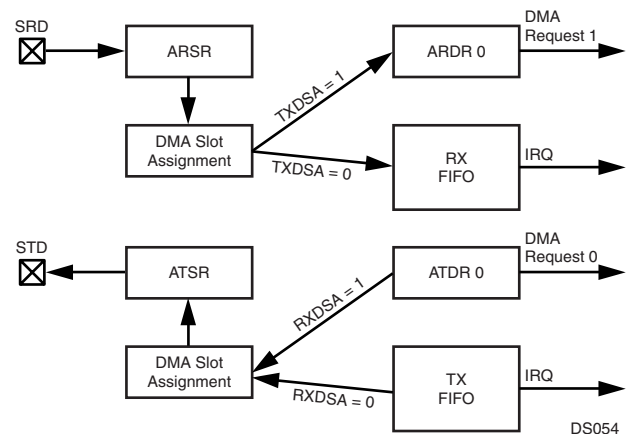 SRD
ARSR
ARDR 0
DMA
Request 1
TXDSA = 1
DMA Slot
Assignment
TXDSA = 0
RX
FIFO
IRQ
STD
ATSR
ATDR 0
DMA
Request 0
RXDSA = 1
DMA Slot
Assignment
RXDSA = 0
TX
FIFO
IRQ
DS054